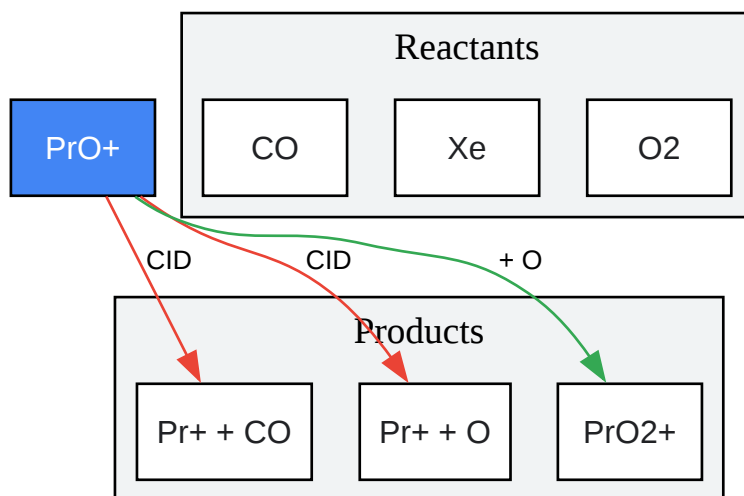 Reactants
PrO+
CO
Xe
O2
CID
CID
+ O
Products
Pr+ + CO
Pr+ + O
PrO2+